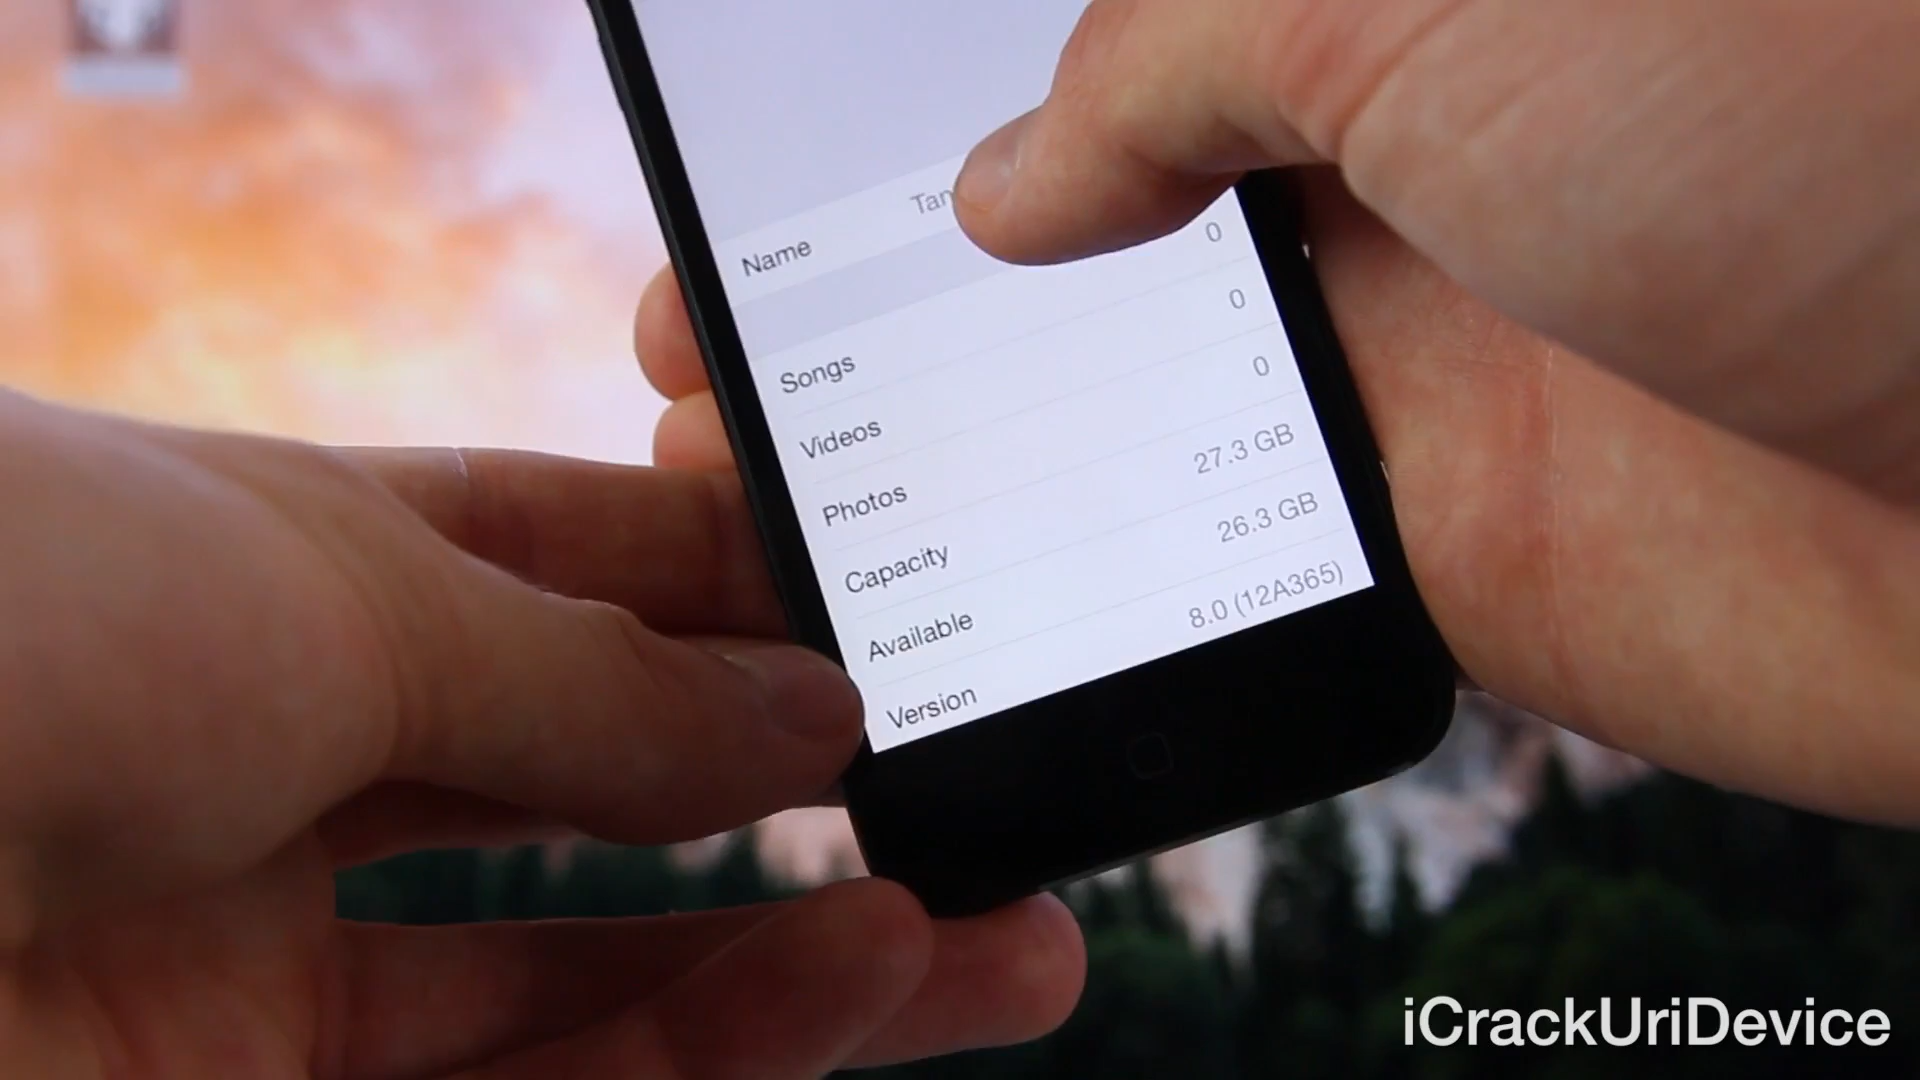 Name Tan
Songs 0
Videos 0
Photos 0
Capacity 27.3 GB
Available 26.3 GB
Version 8.0 (12A365)
iCrackUriDevice